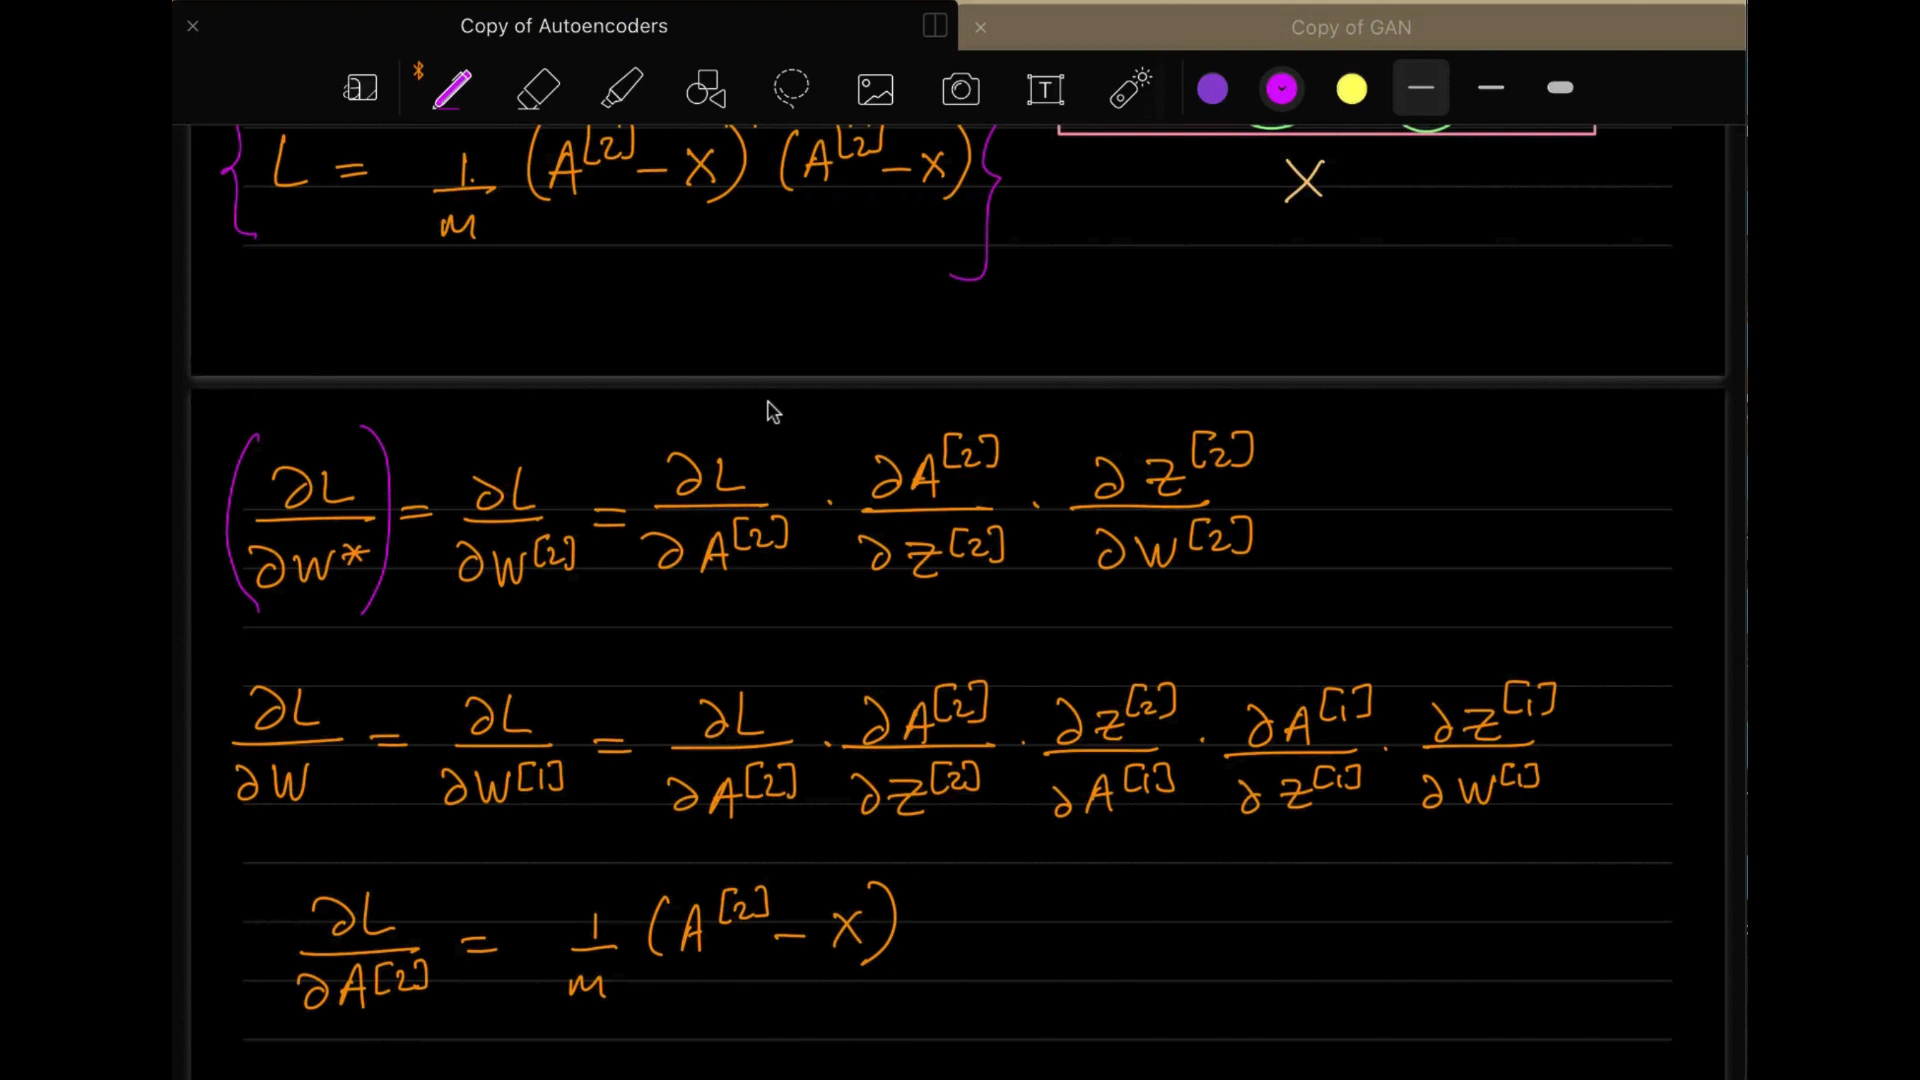 Copy of Autoencoders Copy of GAN
T
L = 1/m (A^[2] - X) (A^[2] - X)
X
(∂L/∂W*) = ∂L/∂W^[2] = ∂L/∂A^[2] . ∂A^[2]/∂Z^[2] . ∂Z^[2]/∂W^[2]
∂L/∂W = ∂L/∂W^[1] = ∂L/∂A^[2] . ∂A^[2]/∂Z^[2] . ∂Z^[2]/∂A^[1] . ∂A^[1]/∂Z^[1] . ∂Z^[1]/∂W^[1]
∂L/∂A^[2] = 1/m (A^[2] - X)